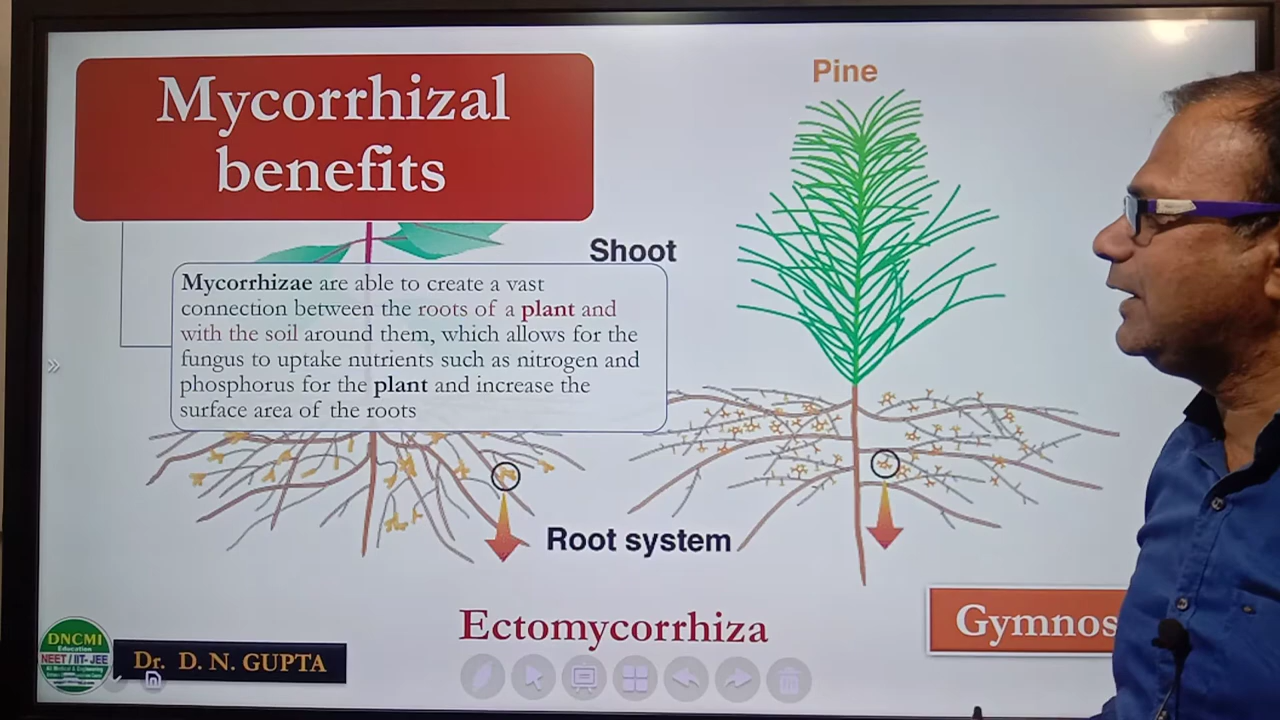 Mycorrhizal
benefits
Pine
Shoot
Mycorrhizae are able to create a vast
connection between the roots of a plant and
with the soil around them, which allows for the
fungus to uptake nutrients such as nitrogen and
phosphorus for the plant and increase the
surface area of the roots
Root system
Ectomycorrhiza
Gymnos
DNCMI
Education
NEET / IIT- JEE
Dr. D. N. GUPTA